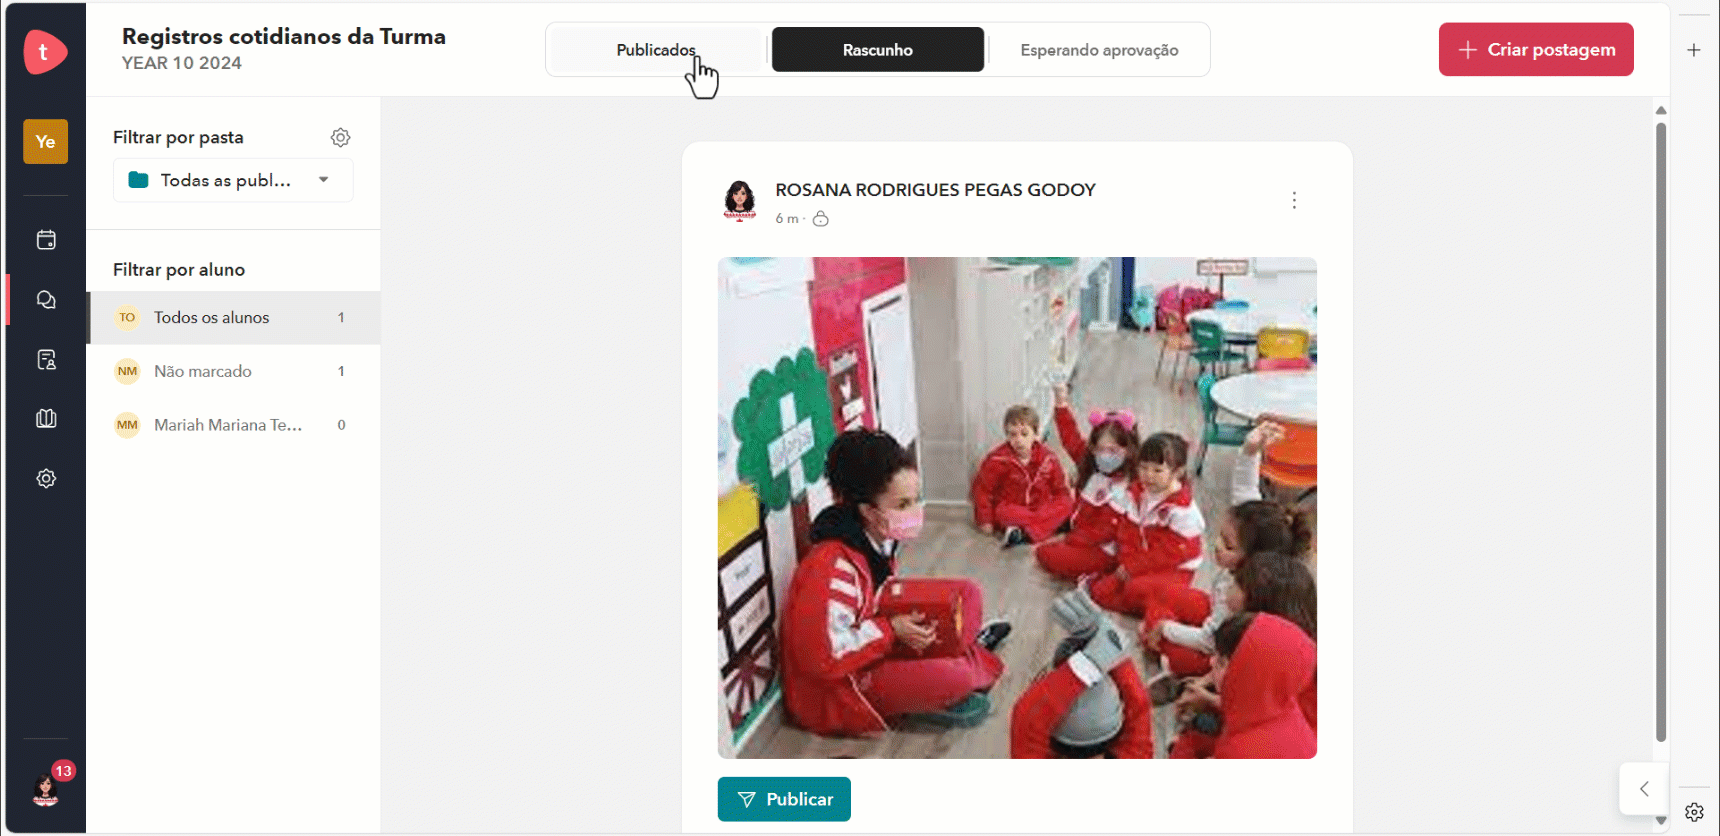 t
Registros cotidianos da Turma
YEAR 10 2024
Publicados
Rascunho
Esperando aprovação
+ Criar postagem
Ye
Filtrar por pasta
Todas as publ...
Filtrar por aluno
TO Todos os alunos 1
NM Não marcado 1
MM Mariah Mariana Te... 0
ROSANA RODRIGUES PEGAS GODOY
6 m ·
Publicar
13